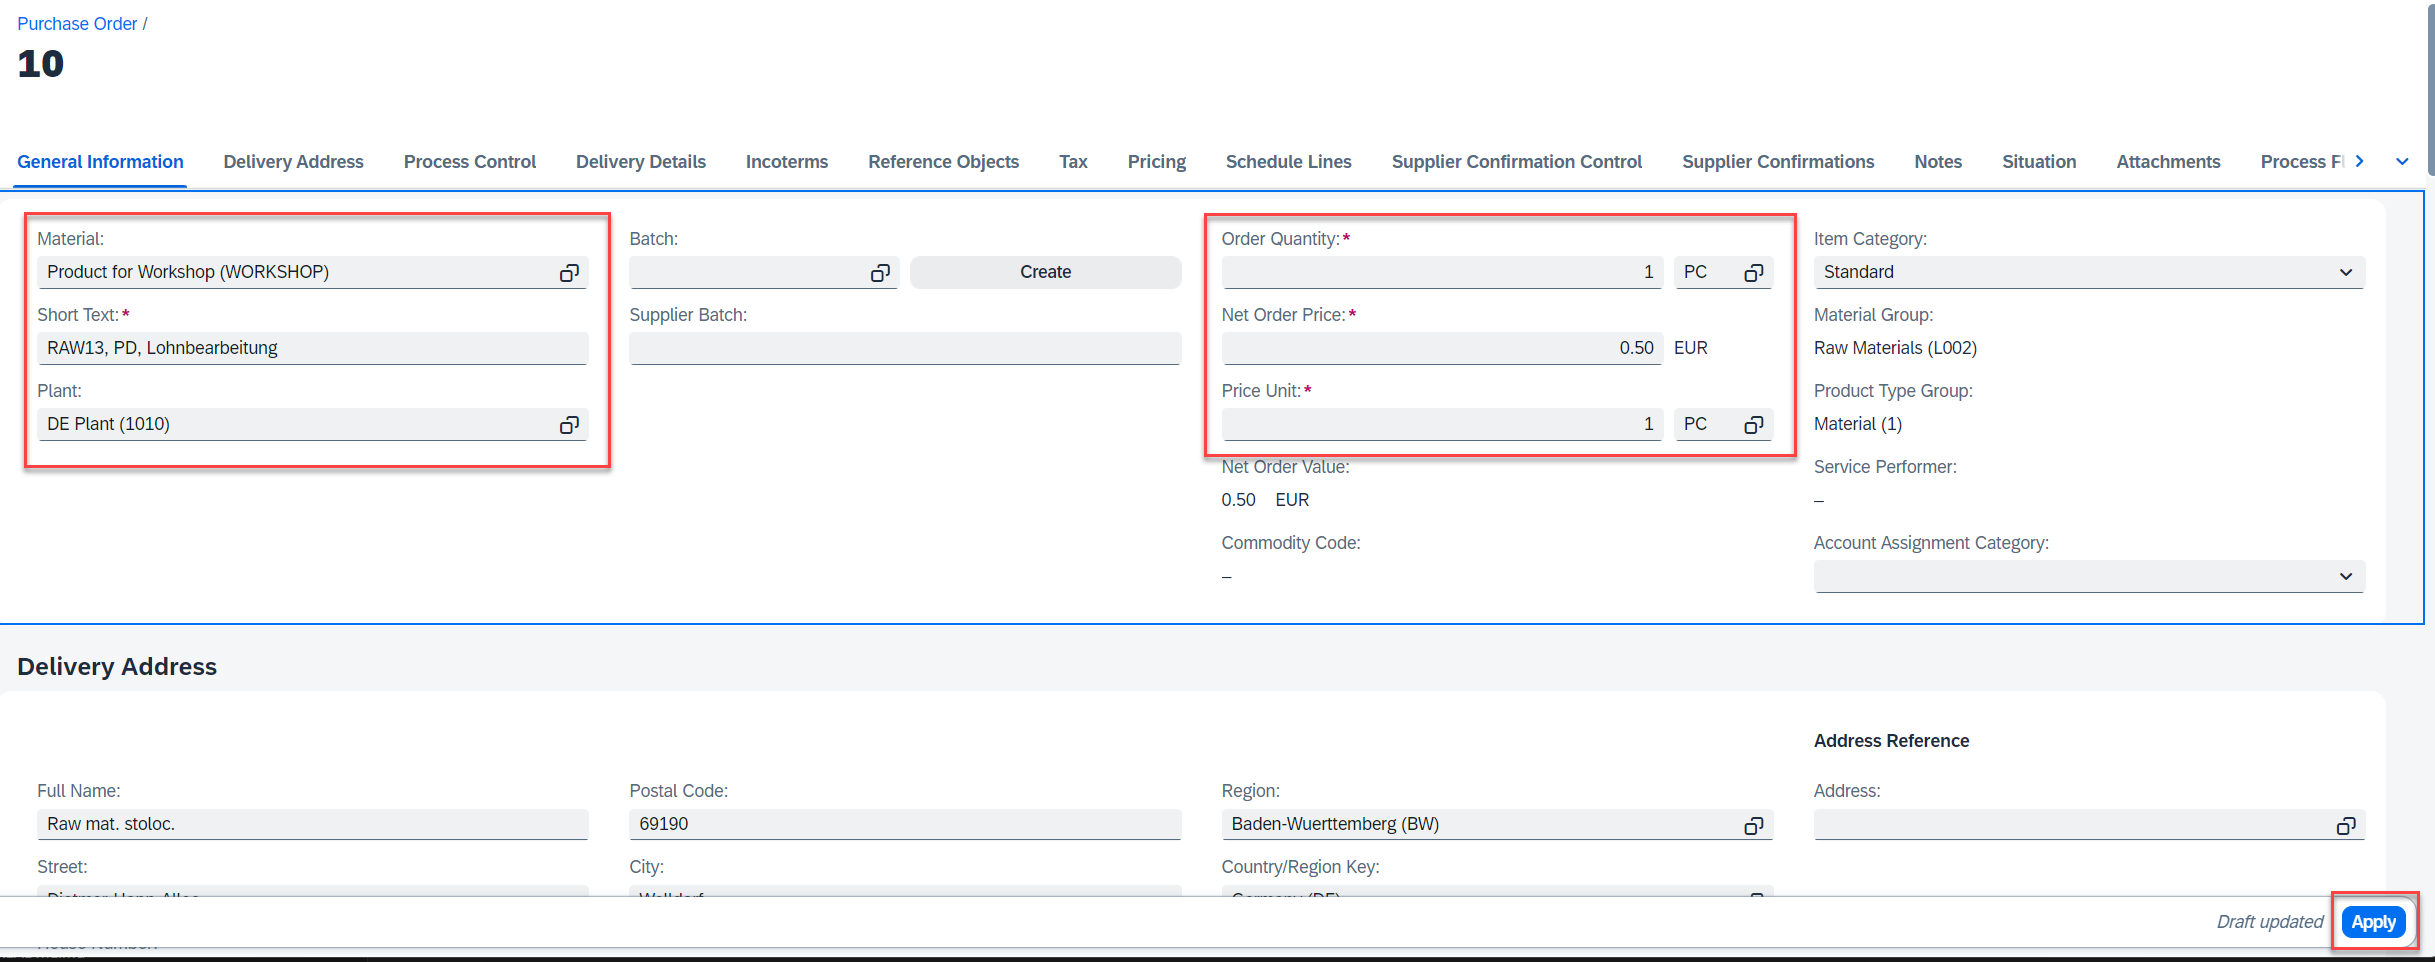 Purchase Order /
10
General Information Delivery Address Process Control Delivery Details Incoterms Reference Objects Tax Pricing Schedule Lines Supplier Confirmation Control Supplier Confirmations Notes Situation Attachments Process
Material: Batch: Order Quantity:* Item Category:
Product for Workshop (WORKSHOP) Create 1 PC Standard
Short Text:* Supplier Batch: Net Order Price:* Material Group:
RAW13, PD, Lohnbearbeitung 0.50 EUR Raw Materials (L002)
Plant: Price Unit:* Product Type Group:
DE Plant (1010) 1 PC Material (1)
Net Order Value: Service Performer:
0.50 EUR –
Commodity Code: Account Assignment Category:
–
Delivery Address
Address Reference
Full Name: Postal Code: Region: Address:
Raw mat. stoloc. 69190 Baden-Wuerttemberg (BW)
Street: City: Country/Region Key:
Draft updated Apply